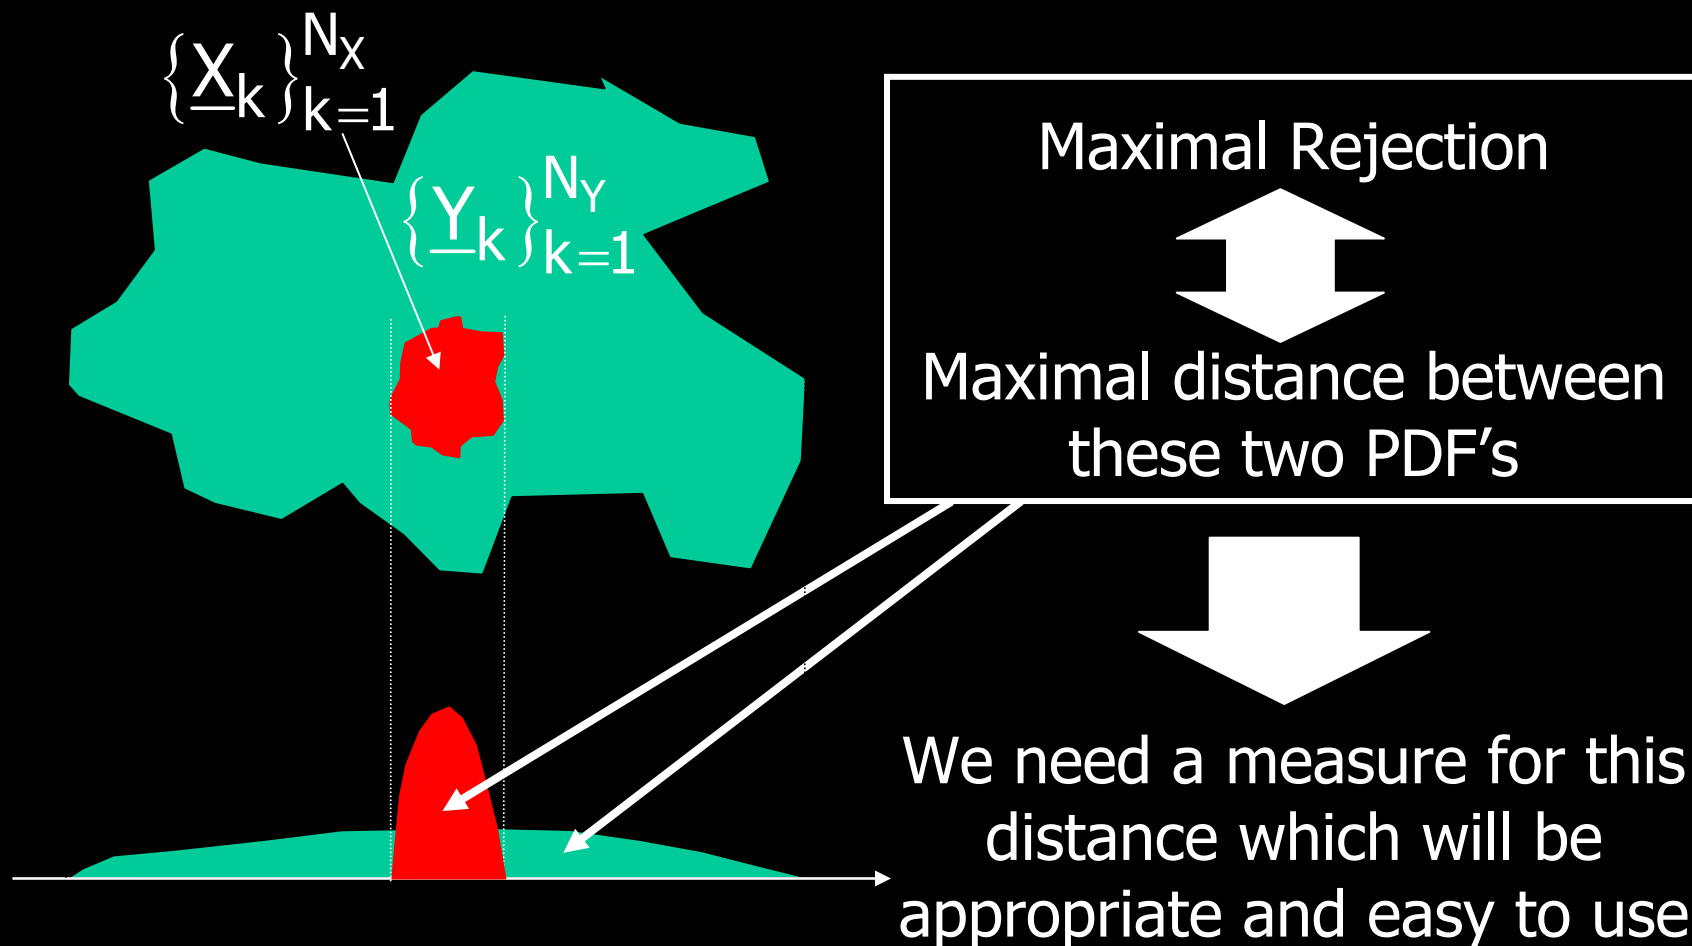 {X_k}_{k=1}^{N_X}
{Y_k}_{k=1}^{N_Y}
Maximal Rejection
Maximal distance between
these two PDF’s
We need a measure for this
distance which will be
appropriate and easy to use